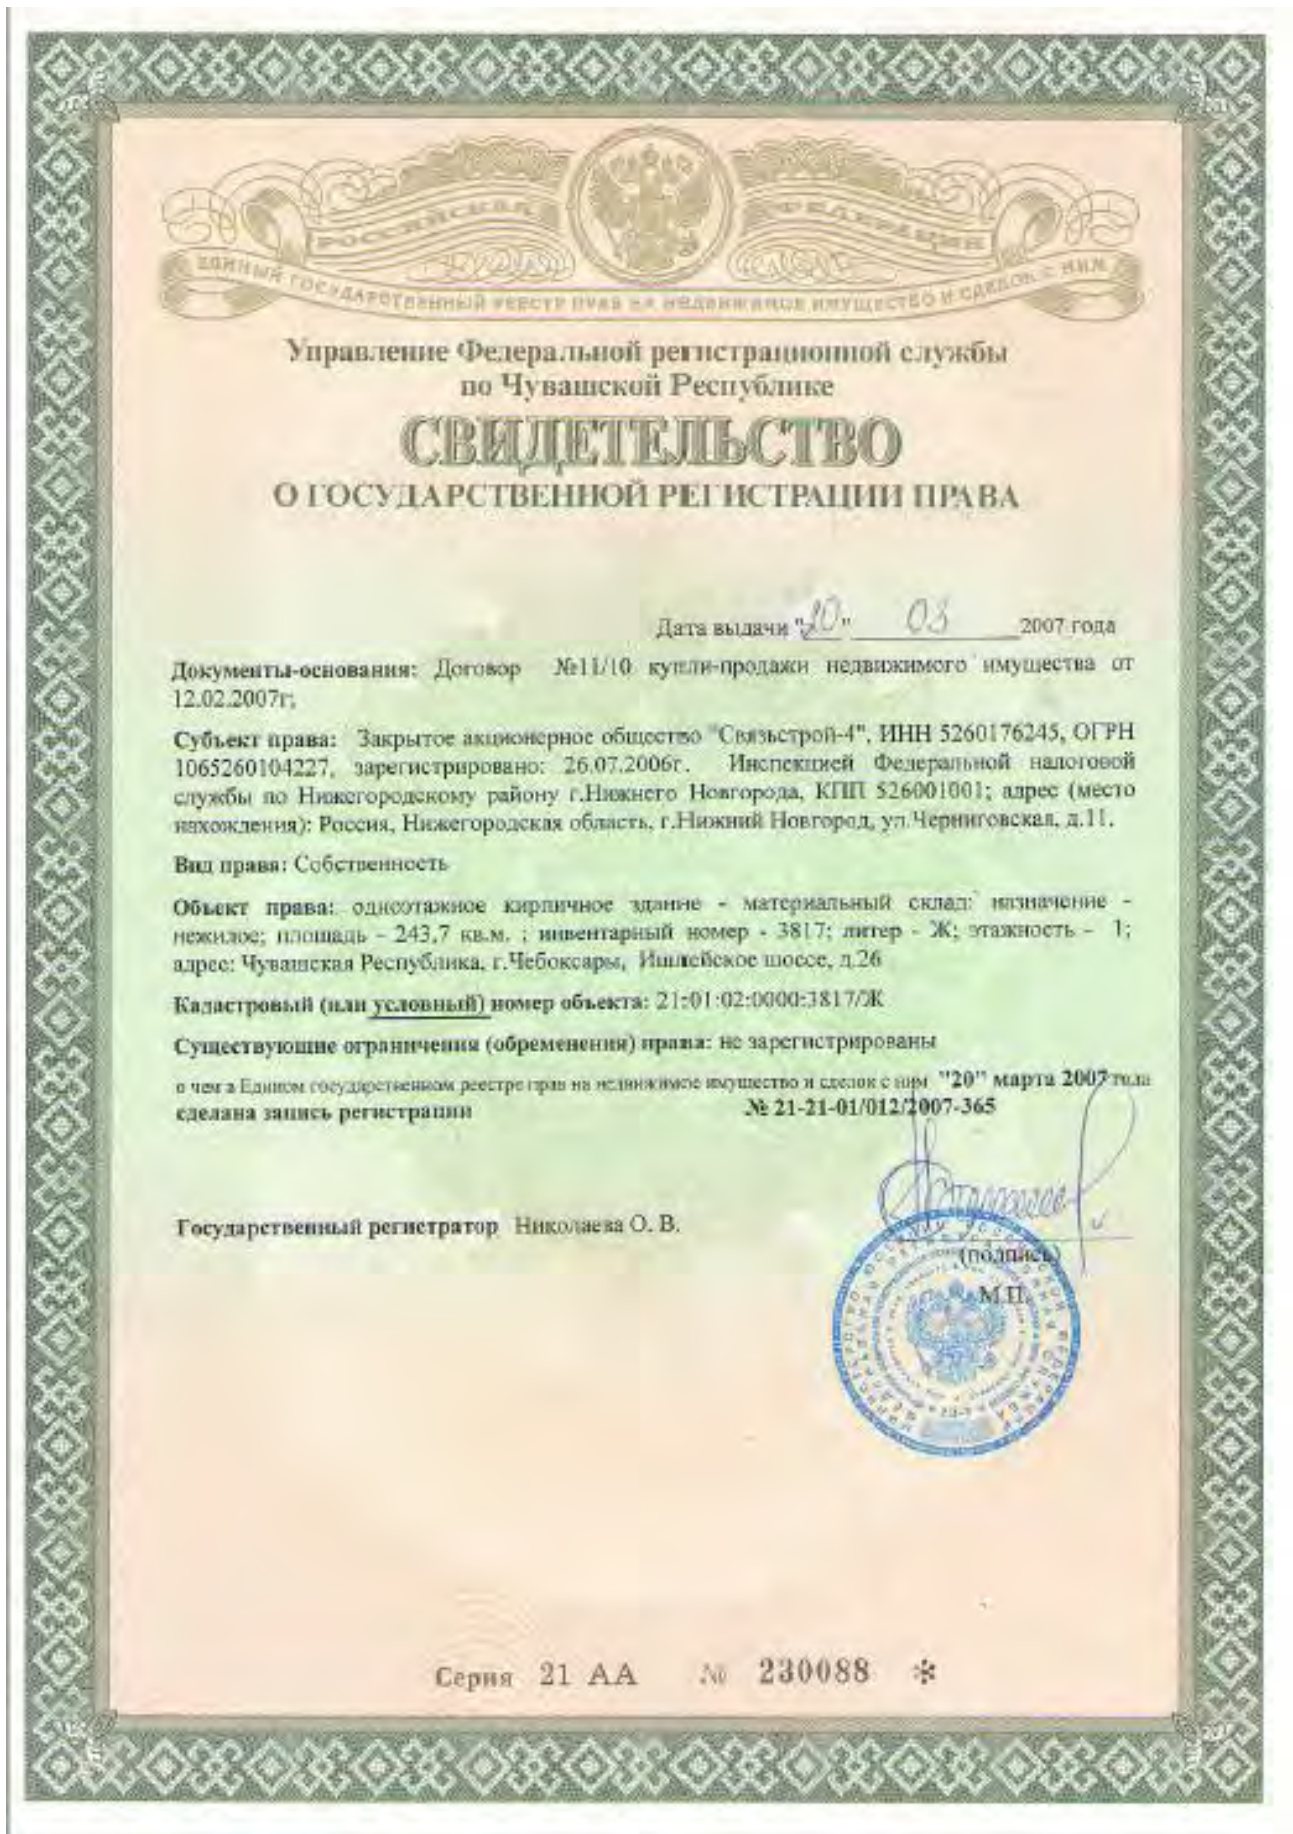 РОССИЙСКАЯ ФЕДЕРАЦИЯ
ЕДИНЫЙ ГОСУДАРСТВЕННЫЙ РЕЕСТР ПРАВ НА НЕДВИЖИМОЕ ИМУЩЕСТВО И СДЕЛОК С НИМ
Управление Федеральной регистрационной службы
по Чувашской Республике
СВИДЕТЕЛЬСТВО
О ГОСУДАРСТВЕННОЙ РЕГИСТРАЦИИ ПРАВА
Дата выдачи "20" 03 2007 года
Документы-основания: Договор №11/10 купли-продажи недвижимого имущества от
12.02.2007г;
Субъект права: Закрытое акционерное общество "Связьстрой-4", ИНН 5260176245, ОГРН
1065260104227, зарегистрировано: 26.07.2006г. Инспекцией Федеральной налоговой
службы по Нижегородскому району г.Нижнего Новгорода, КПП 526001001; адрес (место
нахождения): Россия, Нижегородская область, г.Нижний Новгород, ул.Черниговская, д.11.
Вид права: Собственность
Объект права: одноэтажное кирпичное здание - материальный склад: назначение -
нежилое; площадь - 243,7 кв.м. ; инвентарный номер - 3817; литер - Ж; этажность - 1;
адрес: Чувашская Республика, г.Чебоксары, Ишлейское шоссе, д.26
Кадастровый (или условный) номер объекта: 21:01:02:0000:3817/Ж
Существующие ограничения (обременения) права: не зарегистрированы
о чем в Едином государственном реестре прав на недвижимое имущество и сделок с ним "20" марта 2007 года
сделана запись регистрации № 21-21-01/012/2007-365
Государственный регистратор Николаева О. В.
(подпись)
М.П.
Серия 21 АА № 230088 *